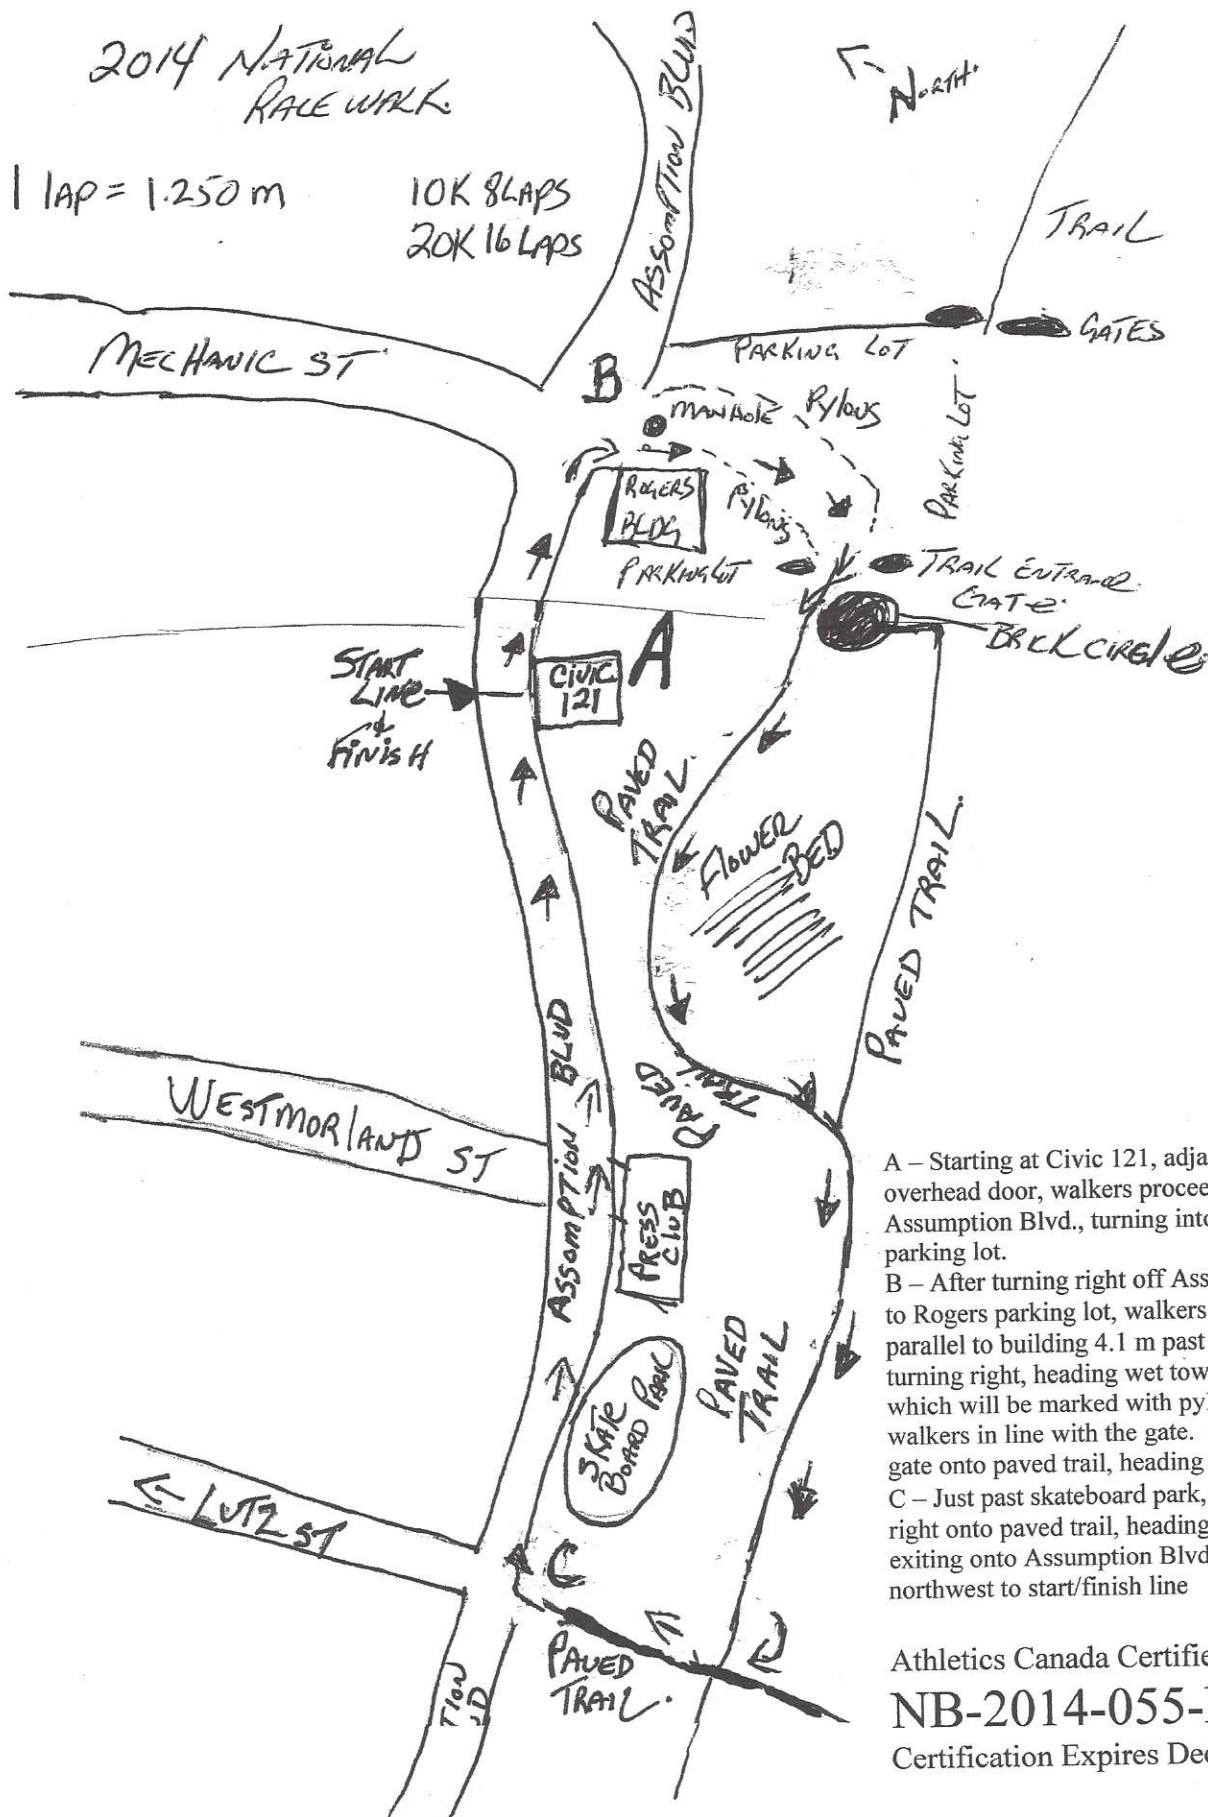 2014 NATIONAL
RACE WALK.
1 LAP = 1.250 m
10K 8 LAPS
20K 16 LAPS
ASSOMPTION BLVD
NORTH.
TRAIL
MECHANIC ST
PARKING LOT
GATES
B
MANHOLE
Pylons
PARKING LOT
ROGERS
BLDG
Pylons
PARKING LOT
TRAIL ENTRANCE
GATE
BRICK CIRCLE
A
START
LINE
&
FINISH
CIVIC
121
PAVED
TRAIL
FLOWER
BED
PAVED TRAIL.
ASSOMPTION BLVD
PAVED
TRAIL
WESTMORLAND ST
PRESS
CLUB
PAVED
TRAIL
SKATE
BOARD PARK
← LUTZ ST
C
PAVED
TRAIL.
TION
A – Starting at Civic 121, adja
overhead door, walkers procee
Assumption Blvd., turning into
parking lot.
B – After turning right off Ass
to Rogers parking lot, walkers
parallel to building 4.1 m past
turning right, heading wet tow
which will be marked with py
walkers in line with the gate.
gate onto paved trail, heading
C – Just past skateboard park,
right onto paved trail, heading
exiting onto Assumption Blvd
northwest to start/finish line
Athletics Canada Certifie
NB-2014-055-
Certification Expires Dec